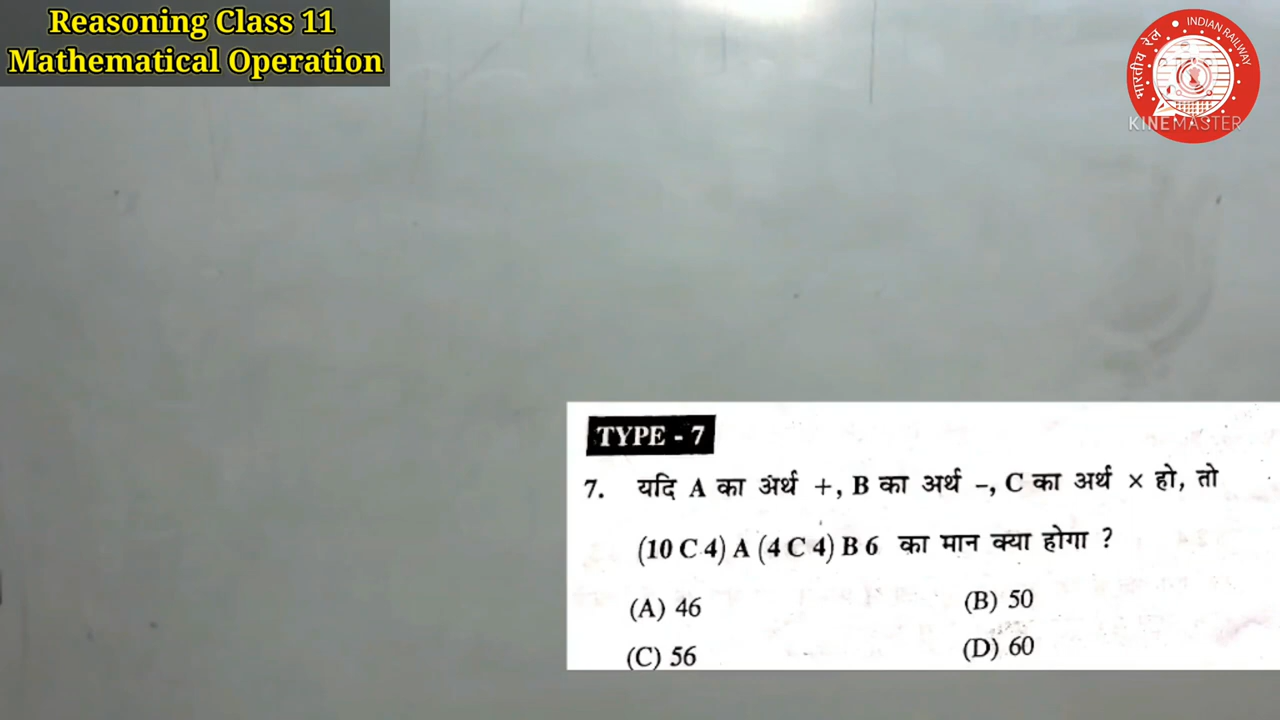 Reasoning Class 11
Mathematical Operation
भारतीय रेल • INDIAN RAILWAY
KINEMASTER
TYPE - 7
7. यदि A का अर्थ +, B का अर्थ –, C का अर्थ × हो, तो
(10 C 4) A (4 C 4) B 6 का मान क्या होगा ?
(A) 46 (B) 50
(C) 56 (D) 60